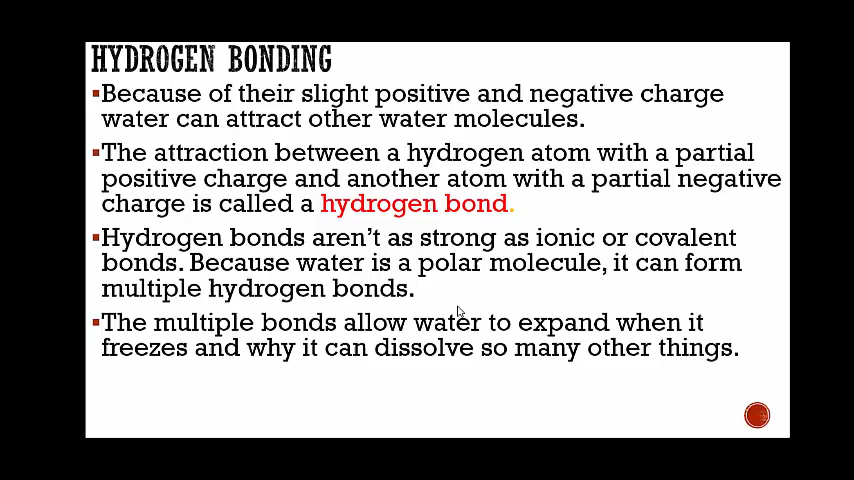 HYDROGEN BONDING
▪Because of their slight positive and negative charge
water can attract other water molecules.
▪The attraction between a hydrogen atom with a partial
positive charge and another atom with a partial negative
charge is called a hydrogen bond.
▪Hydrogen bonds aren't as strong as ionic or covalent
bonds. Because water is a polar molecule, it can form
multiple hydrogen bonds.
▪The multiple bonds allow water to expand when it
freezes and why it can dissolve so many other things.